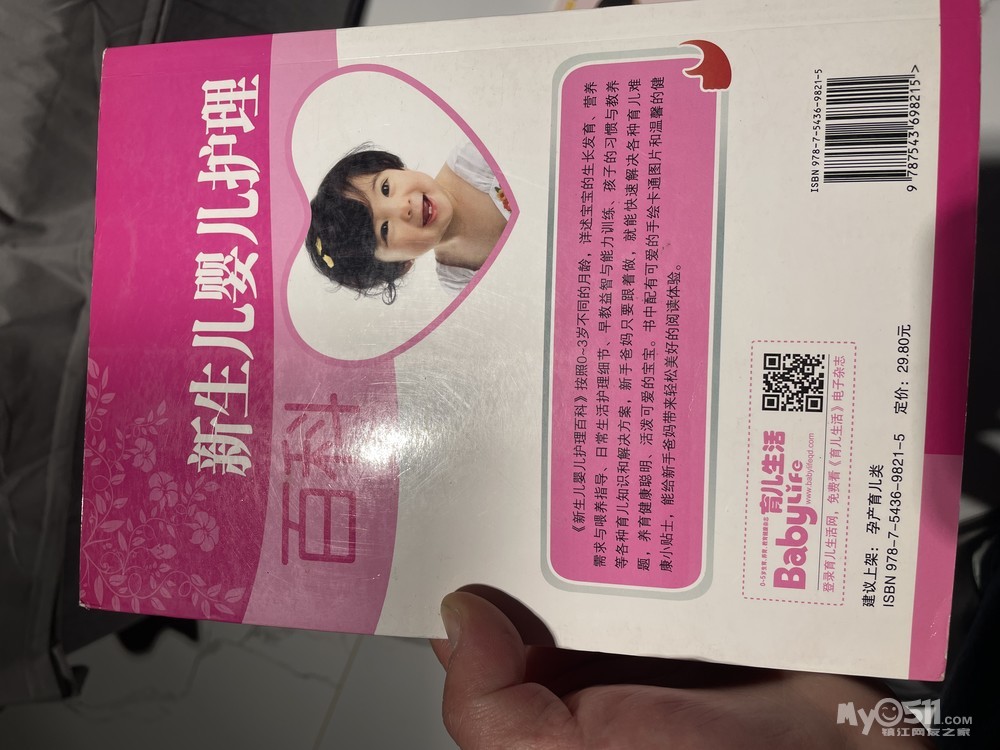 新生儿婴儿护理
百科
《新生儿婴儿护理百科》按照0~3岁不同的月龄，详述宝宝的生长发育、营养
需求与喂养指导、日常生活护理细节、早教益智与能力训练、孩子的习惯与教养
等各种育儿知识和解决方案，新手爸妈只要跟着做，就能快速解决各种育儿难
题，养育健康聪明、活泼可爱的宝宝。书中配有可爱的手绘卡通图片和温馨的健
康小贴士，能给新手爸妈带来轻松美好的阅读体验。
育儿生活
BabyLife
www.babylifeqd.com
登录育儿生活网，免费看《育儿生活》电子杂志
ISBN 978-7-5436-9821-5
9 787543 698215 >
建议上架：孕产育儿类
ISBN 978-7-5436-9821-5 定价：29.80元
MyO511.com
镇江网友之家